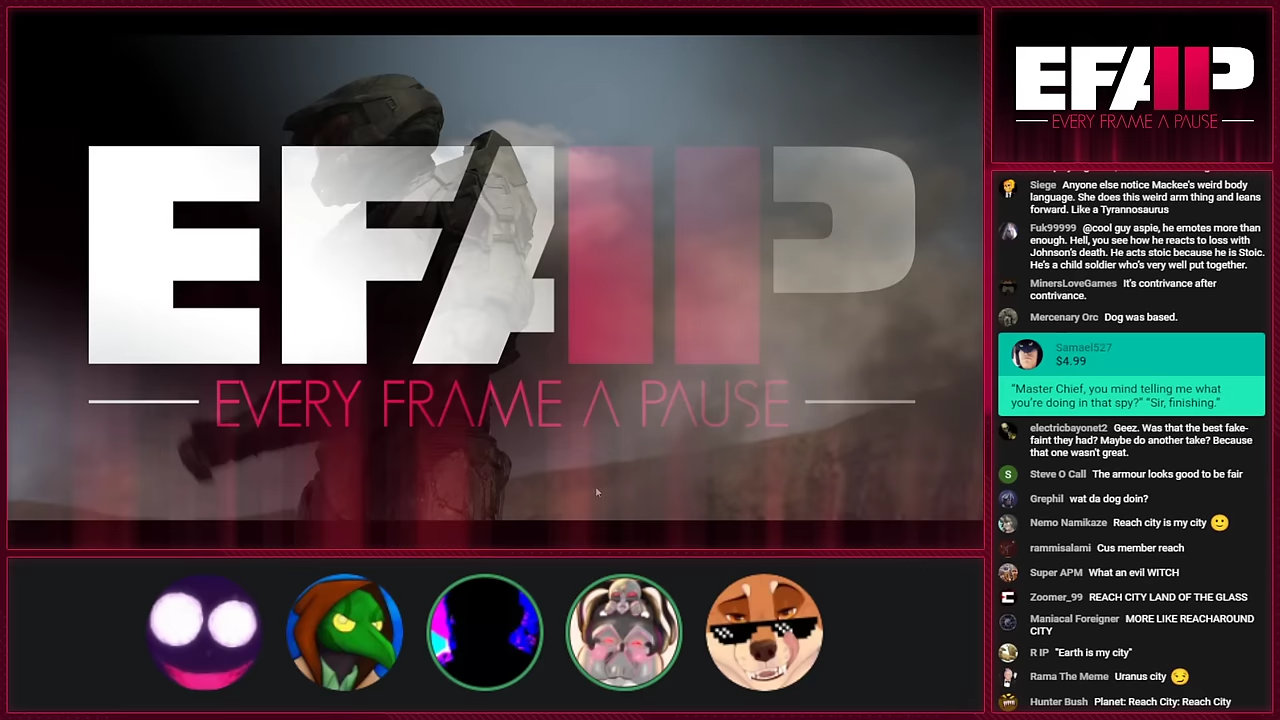 EFAP
EVERY FRAME A PAUSE
EFAP
EVERY FRAME A PAUSE
Siege Anyone else notice Mackee's weird body
language. She does this weird arm thing and leans
forward. Like a Tyrannosaurus
Fuk99999 @cool guy aspie, he emotes more than
enough. Hell, you see how he reacts to loss with
Johnson's death. He acts stoic because he is Stoic.
He's a child soldier who's very well put together.
MinersLoveGames It's contrivance after
contrivance.
Mercenary Orc Dog was based.
Samael527
$4.99
“Master Chief, you mind telling me what
you’re doing in that spy?” “Sir, finishing.”
electricbayonet2 Geez. Was that the best fake-
faint they had? Maybe do another take? Because
that one wasn't great.
S Steve O Call The armour looks good to be fair
Grephil wat da dog doin?
Nemo Namikaze Reach city is my city 🙂
rammisalami Cus member reach
Super APM What an evil WITCH
Zoomer_99 REACH CITY LAND OF THE GLASS
Maniacal Foreigner MORE LIKE REACHAROUND
CITY
R IP "Earth is my city"
Rama The Meme Uranus city 😏
Hunter Bush Planet: Reach City: Reach City